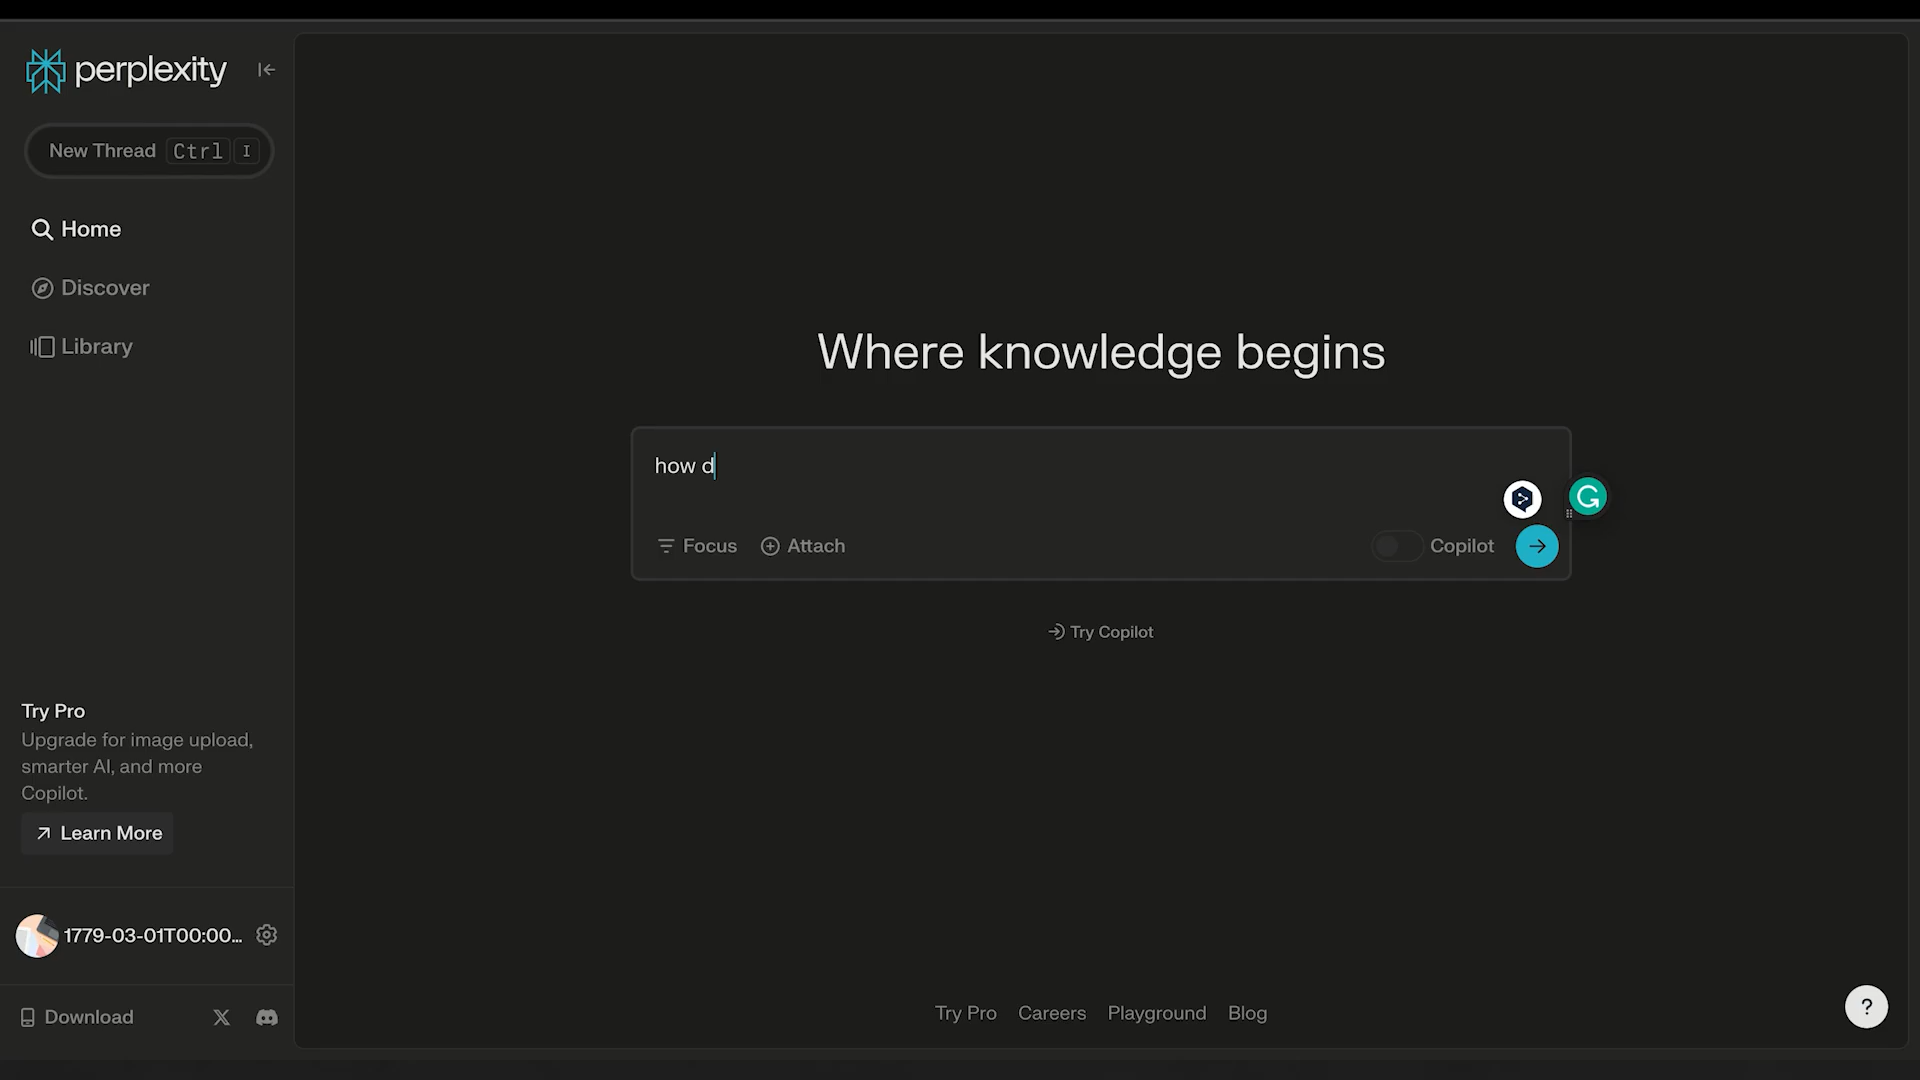 perplexity
New Thread Ctrl I
Home
Discover
Library
Where knowledge begins
how d
Focus Attach Copilot
Try Copilot
Try Pro
Upgrade for image upload,
smarter AI, and more
Copilot.
Learn More
1779-03-01T00:00...
Download
Try Pro Careers Playground Blog
?